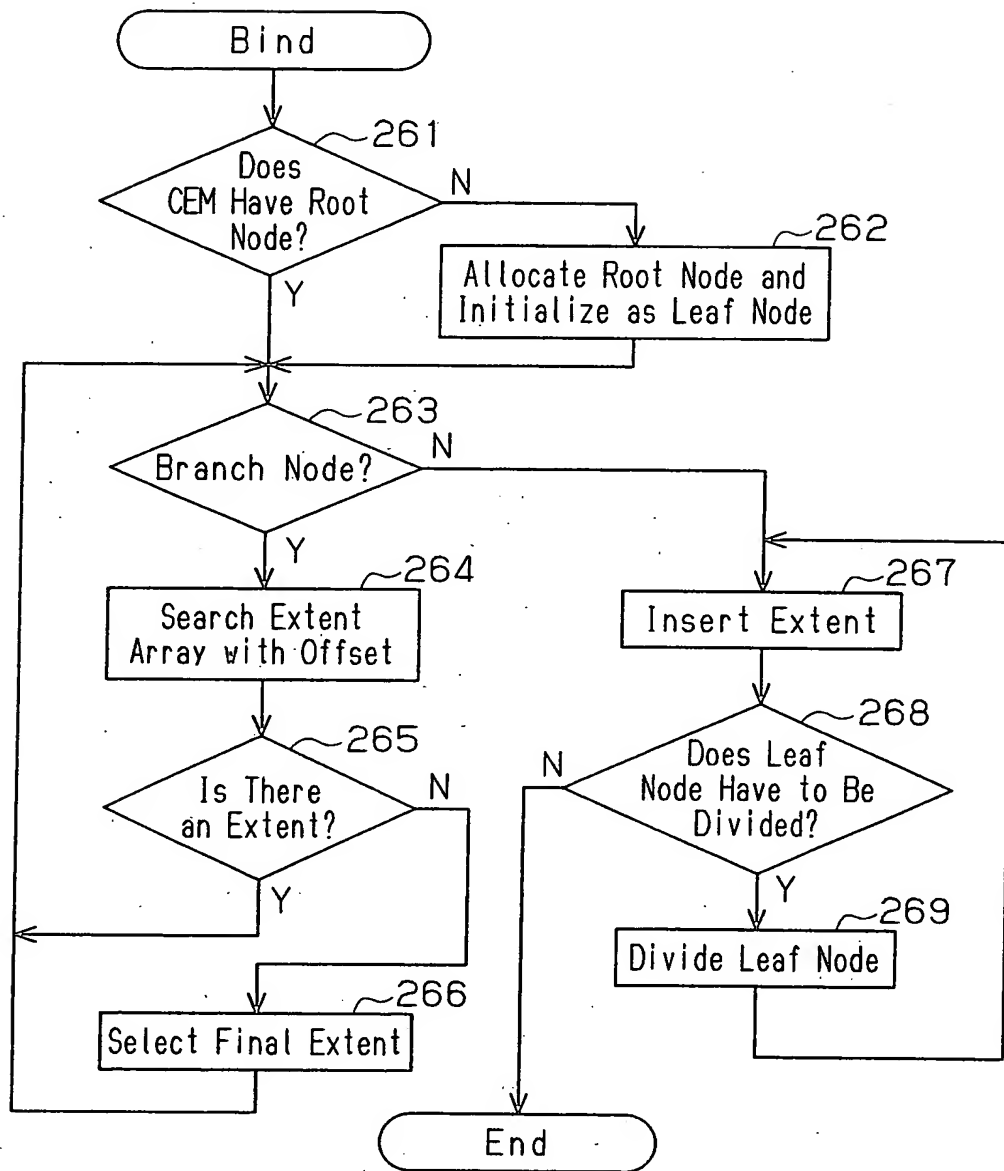 Bind
261
Does
CEM Have Root
Node?
N
Y
262
Allocate Root Node and
Initialize as Leaf Node
263
Branch Node?
N
Y
264
Search Extent
Array with Offset
267
Insert Extent
265
Is There
an Extent?
N
Y
268
Does Leaf
Node Have to Be
Divided?
N
Y
266
Select Final Extent
269
Divide Leaf Node
End